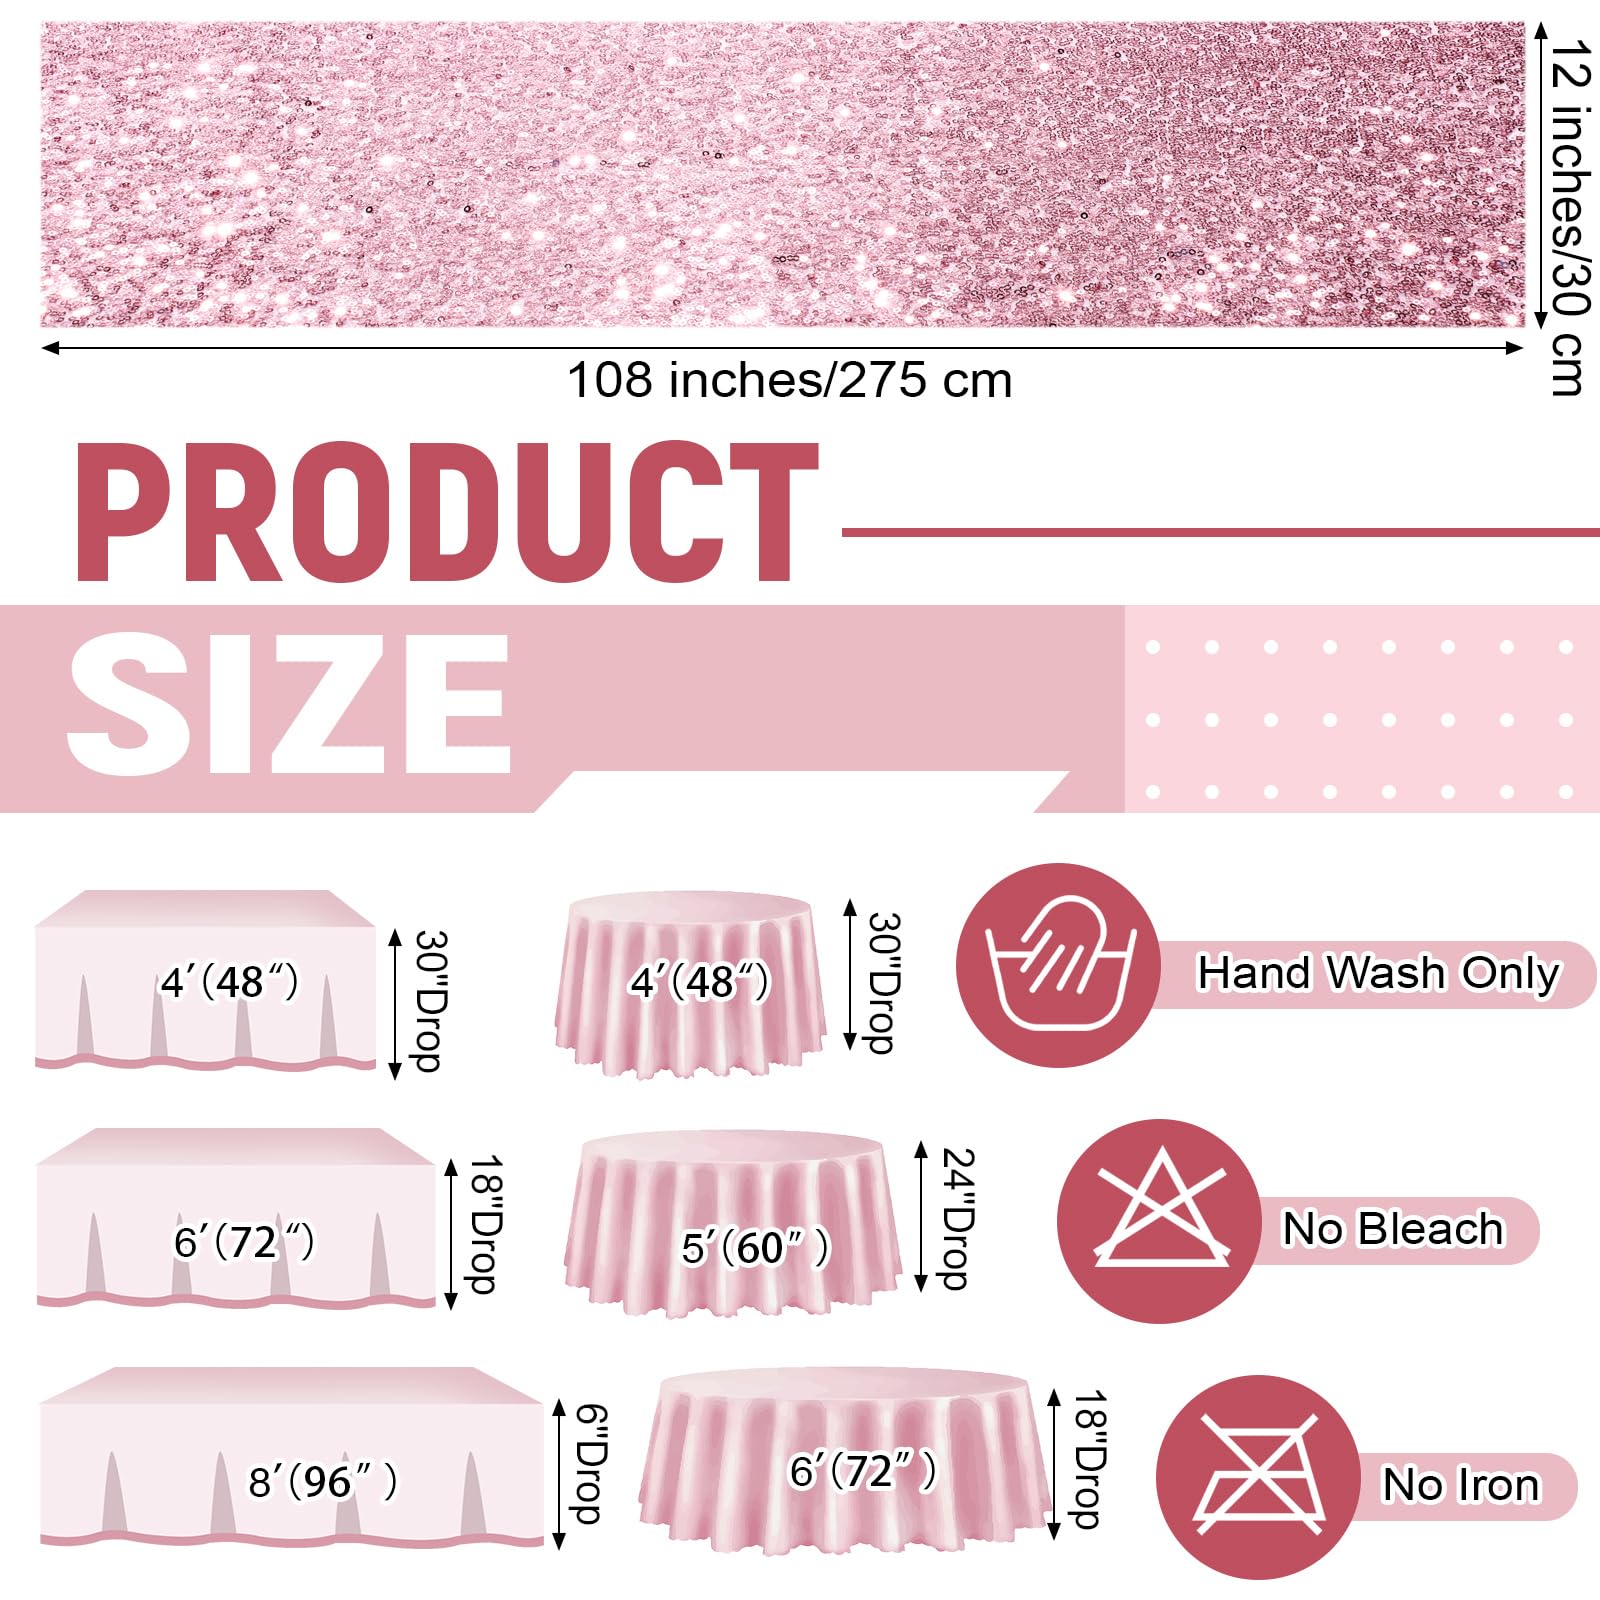 12 inches/30 cm
108 inches/275 cm
PRODUCT
SIZE
4′(48“)
30"Drop
4′(48“)
30"Drop
Hand Wash Only
6′(72“)
18"Drop
5′(60″ )
24"Drop
No Bleach
8′(96″ )
6"Drop
6′(72″ )
18"Drop
No Iron